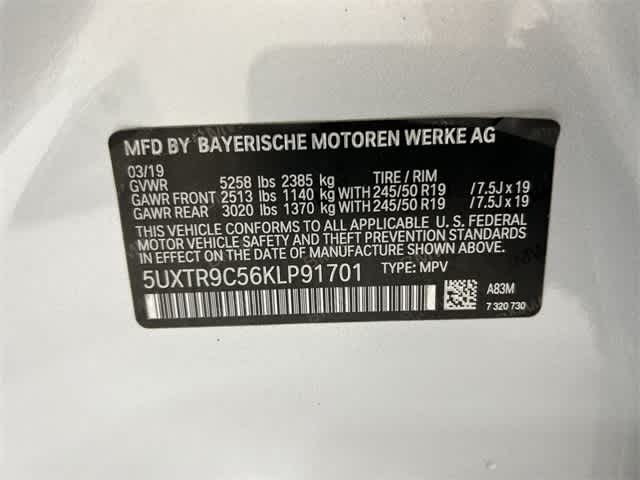 MFD BY BAYERISCHE MOTOREN WERKE AG
03/19 TIRE / RIM
GVWR 5258 lbs 2385 kg
GAWR FRONT 2513 lbs 1140 kg WITH 245/50 R19 /7.5J x 19
GAWR REAR 3020 lbs 1370 kg WITH 245/50 R19 /7.5J x 19
THIS VEHICLE CONFORMS TO ALL APPLICABLE U. S. FEDERAL
MOTOR VEHICLE SAFETY BUMPER AND THEFT PREVENTION STANDARDS
IN EFFECT ON THE DATE OF MANUFACTURE SHOWN ABOVE.
5UXTR9C56KLP91701 TYPE: MPV
A83M
7 320 730